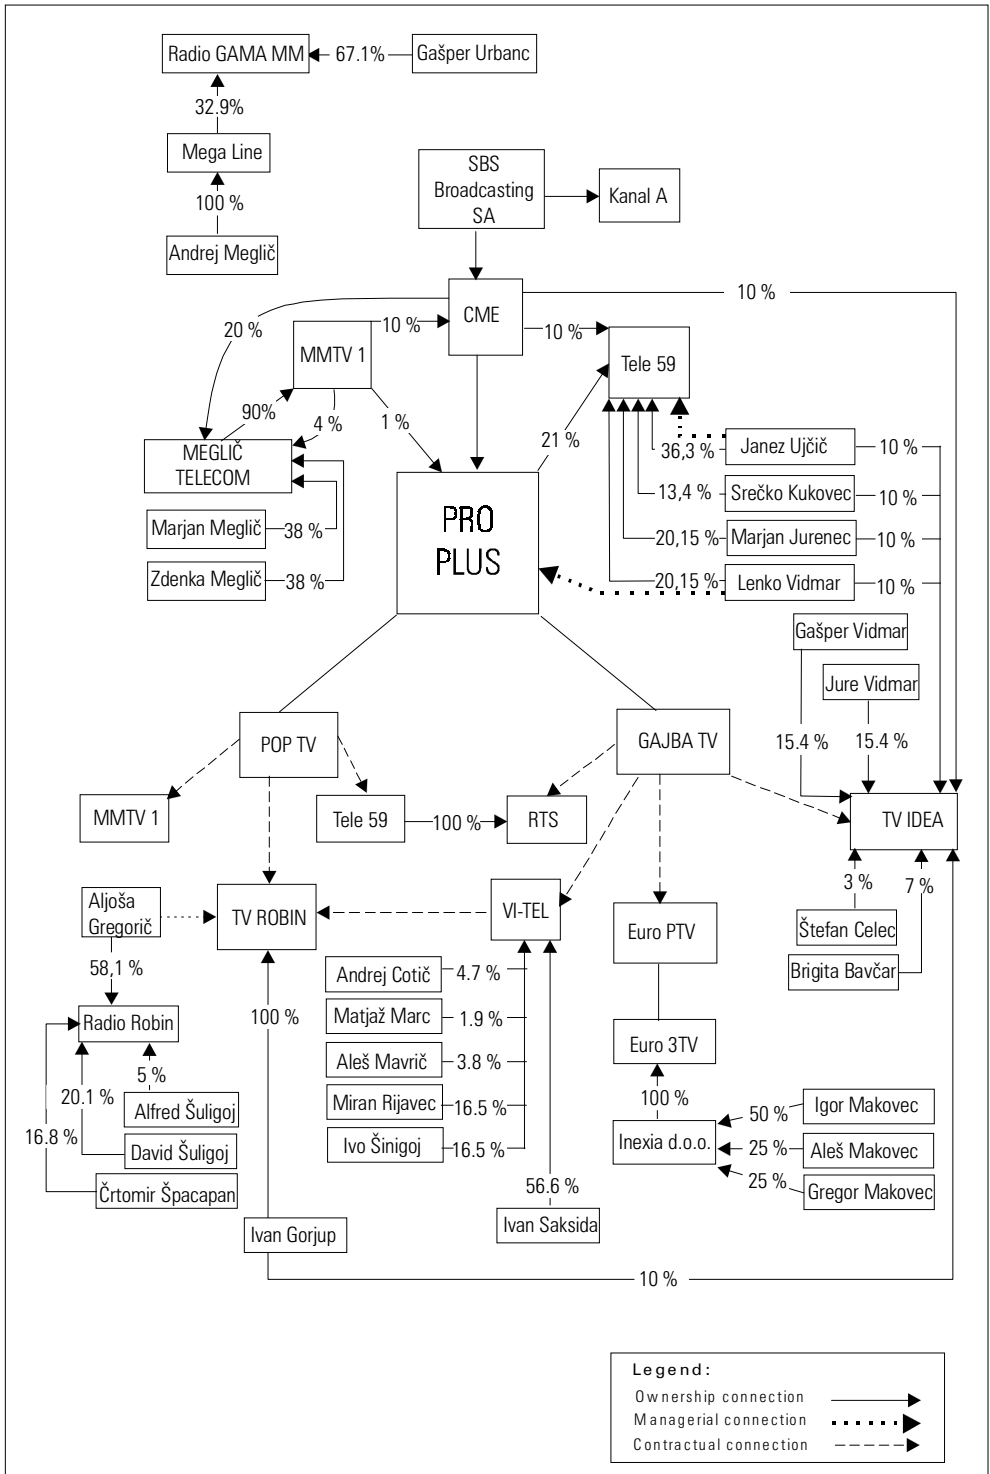 Radio GAMA MM
67.1%
Gašper Urbanc
32.9%
Mega Line
100 %
Andrej Meglič
SBS
Broadcasting
SA
Kanal A
CME
10 %
20 %
10 %
10 %
MMTV 1
Tele 59
90%
4 %
1 %
21 %
MEGLIČ
TELECOM
Marjan Meglič
38 %
Zdenka Meglič
38 %
PRO
PLUS
36,3 %
Janez Ujčič
10 %
13,4 %
Srečko Kukovec
10 %
20,15 %
Marjan Jurenec
10 %
20,15 %
Lenko Vidmar
10 %
Gašper Vidmar
Jure Vidmar
15.4 %
15.4 %
POP TV
GAJBA TV
MMTV 1
Tele 59
100 %
RTS
TV IDEA
3 %
7 %
Štefan Celec
Brigita Bavčar
Aljoša
Gregorič
TV ROBIN
VI-TEL
Euro PTV
58,1 %
Radio Robin
100 %
Andrej Cotič
4.7 %
Matjaž Marc
1.9 %
Aleš Mavrič
3.8 %
Miran Rijavec
16.5 %
Ivo Šinigoj
16.5 %
56.6 %
Ivan Saksida
Euro 3TV
100 %
Inexia d.o.o.
50 %
Igor Makovec
25 %
Aleš Makovec
25 %
Gregor Makovec
5 %
20.1 %
16.8 %
Alfred Šuligoj
David Šuligoj
Črtomir Špacapan
Ivan Gorjup
10 %
Legend:
Ownership connection
Managerial connection
Contractual connection